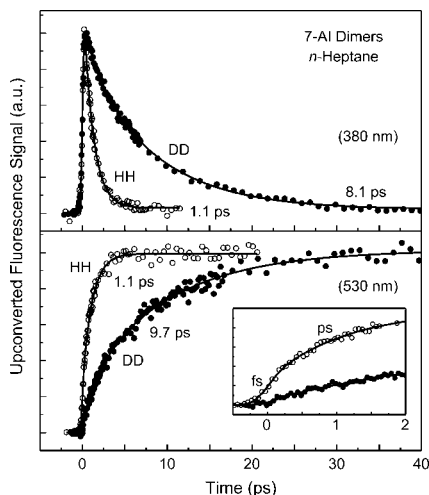 7-AI Dimers
n-Heptane
(380 nm)
DD
HH
8.1 ps
1.1 ps
Upconverted Fluorescence Signal (a.u.)
HH
1.1 ps
(530 nm)
9.7 ps
DD
ps
fs
0 1 2
0 10 20 30 40
Time (ps)